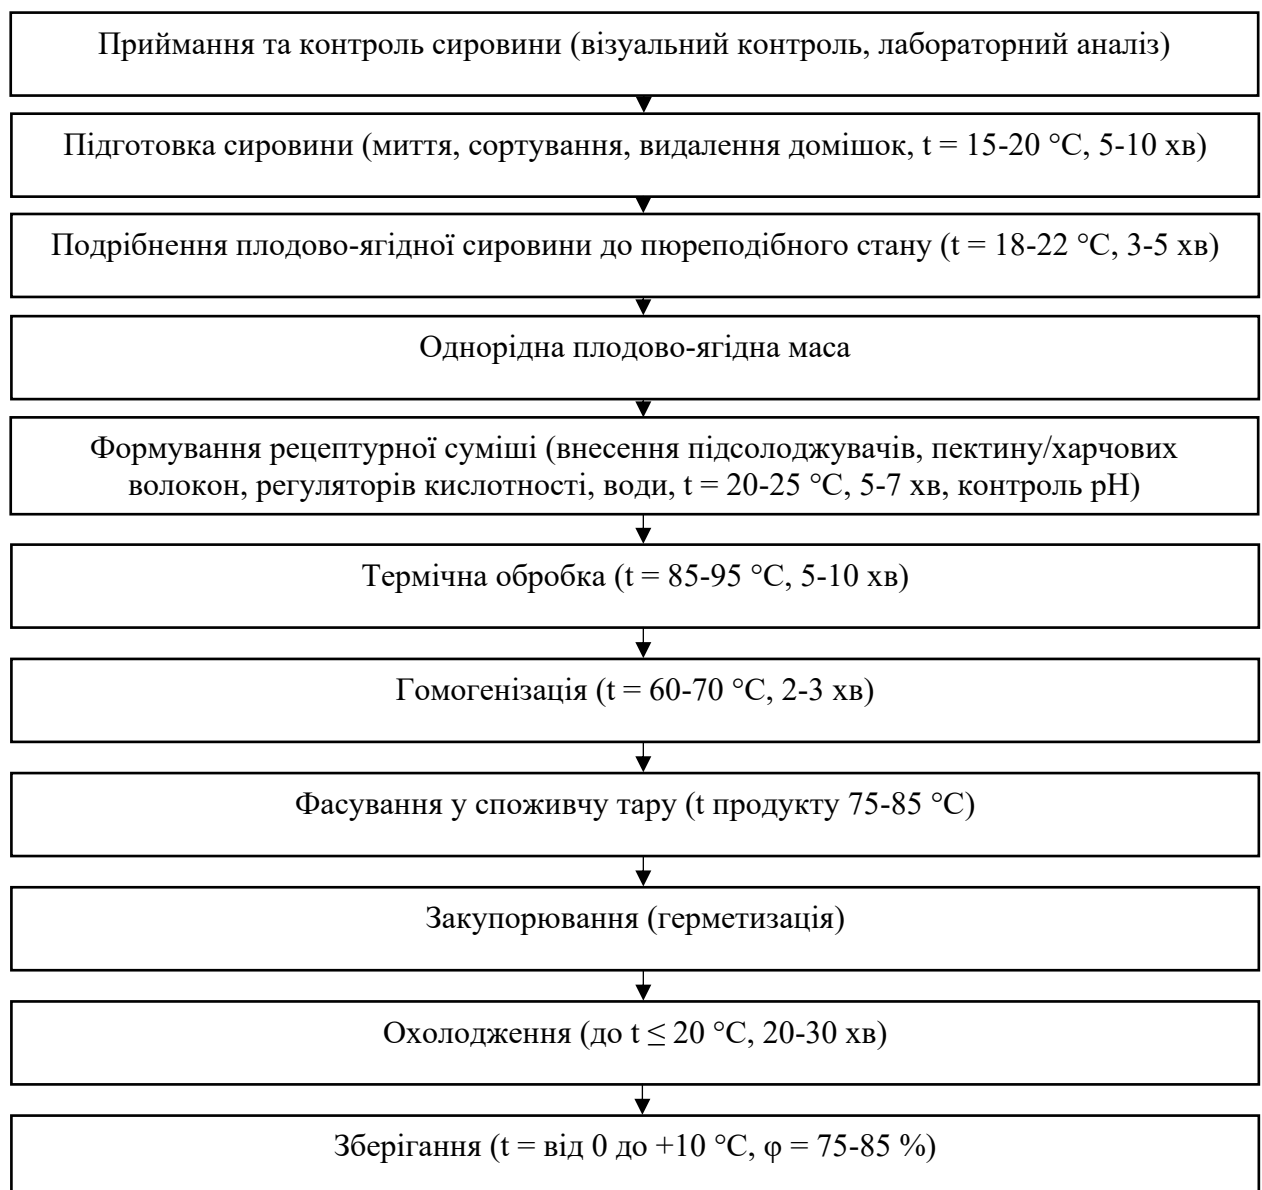 Приймання та контроль сировини (візуальний контроль, лабораторний аналіз)
Підготовка сировини (миття, сортування, видалення домішок, t = 15-20 °C, 5-10 хв)
Подрібнення плодово-ягідної сировини до пюреподібного стану (t = 18-22 °C, 3-5 хв)
Однорідна плодово-ягідна маса
Формування рецептурної суміші (внесення підсолоджувачів, пектину/харчових
волокон, регуляторів кислотності, води, t = 20-25 °C, 5-7 хв, контроль pH)
Термічна обробка (t = 85-95 °C, 5-10 хв)
Гомогенізація (t = 60-70 °C, 2-3 хв)
Фасування у споживчу тару (t продукту 75-85 °C)
Закупорювання (герметизація)
Охолодження (до t ≤ 20 °C, 20-30 хв)
Зберігання (t = від 0 до +10 °C, φ = 75-85 %)